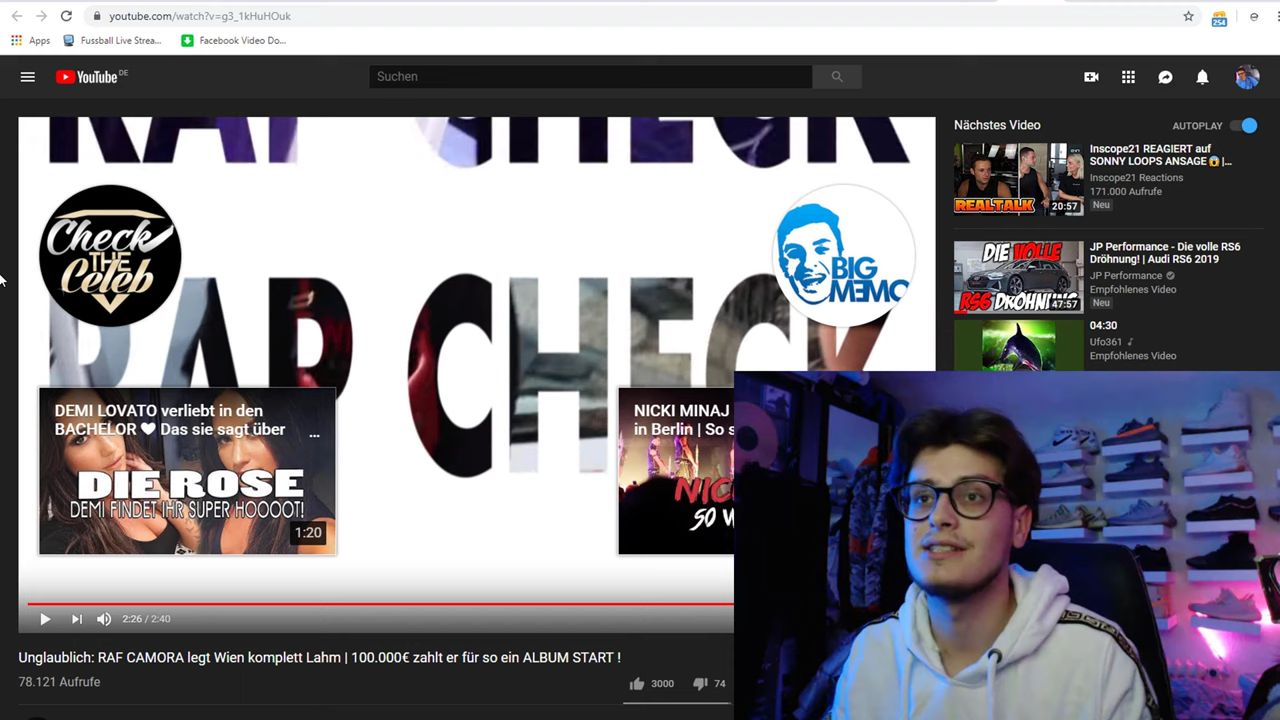 youtube.com/watch?v=g3_1kHuHOuk
254
Apps
Fussball Live Strea...
Facebook Video Do...
YouTube DE
Suchen
RAP CHECK
Check
THE
Celeb
BIG
MEMO
RAP CHECK
DEMI LOVATO verliebt in den
BACHELOR ❤ Das sie sagt über
DIE ROSE
DEMI FINDET IHR SUPER HOOOOT!
1:20
NICKI MINAJ
in Berlin | So s
NIC
SO W
2:26 / 2:40
Unglaublich: RAF CAMORA legt Wien komplett Lahm | 100.000€ zahlt er für so ein ALBUM START !
78.121 Aufrufe
3000
74
Nächstes Video
AUTOPLAY
Inscope21 REAGIERT auf
SONNY LOOPS ANSAGE😱 |...
Inscope21 Reactions
171.000 Aufrufe
Neu
REALTALK
20:57
JP Performance - Die volle RS6
Dröhnung! | Audi RS6 2019
JP Performance
Empfohlenes Video
Neu
DIE VOLLE
RS6 DRÖHNUNG
47:57
04:30
Ufo361
Empfohlenes Video